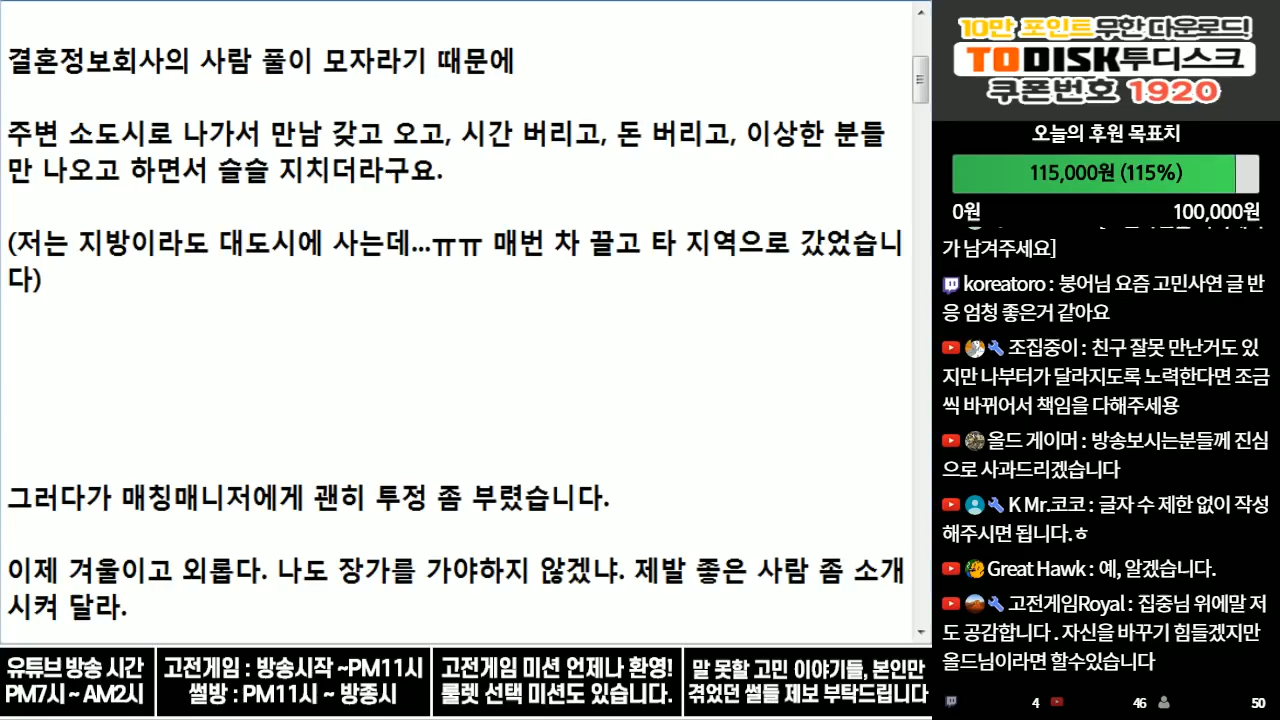 결혼정보회사의 사람 풀이 모자라기 때문에
주변 소도시로 나가서 만남 갖고 오고, 시간 버리고, 돈 버리고, 이상한 분들
만 나오고 하면서 슬슬 지치더라구요.
(저는 지방이라도 대도시에 사는데...ㅠㅠ 매번 차 끌고 타 지역으로 갔었습니
다)
그러다가 매칭매니저에게 괜히 투정 좀 부렸습니다.
이제 겨울이고 외롭다. 나도 장가를 가야하지 않겠냐. 제발 좋은 사람 좀 소개
시켜 달라.
10만 포인트 무한 다운로드!
TODISK투디스크
쿠폰번호 1920
오늘의 후원 목표치
115,000원 (115%)
0원 100,000원
가 남겨주세요]
koreatoro : 붕어님 요즘 고민사연 글 반
응 엄청 좋은거 같아요
조집중이 : 친구 잘못 만난거도 있
지만 나부터가 달라지도록 노력한다면 조금
씩 바뀌어서 책임을 다해주세용
올드 게이머 : 방송보시는분들께 진심
으로 사과드리겠습니다
K Mr.코코 : 글자 수 제한 없이 작성
해주시면 됩니다.ㅎ
Great Hawk : 예, 알겠습니다.
고전게임Royal : 집중님 위에말 저
도 공감합니다 . 자신을 바꾸기 힘들겠지만
올드님이라면 할수있습니다
4 46 50
유튜브 방송 시간
PM7시 ~ AM2시
고전게임 : 방송시작 ~PM11시
썰방 : PM11시 ~ 방종시
고전게임 미션 언제나 환영!
룰렛 선택 미션도 있습니다.
말 못할 고민 이야기들, 본인만
겪었던 썰들 제보 부탁드립니다